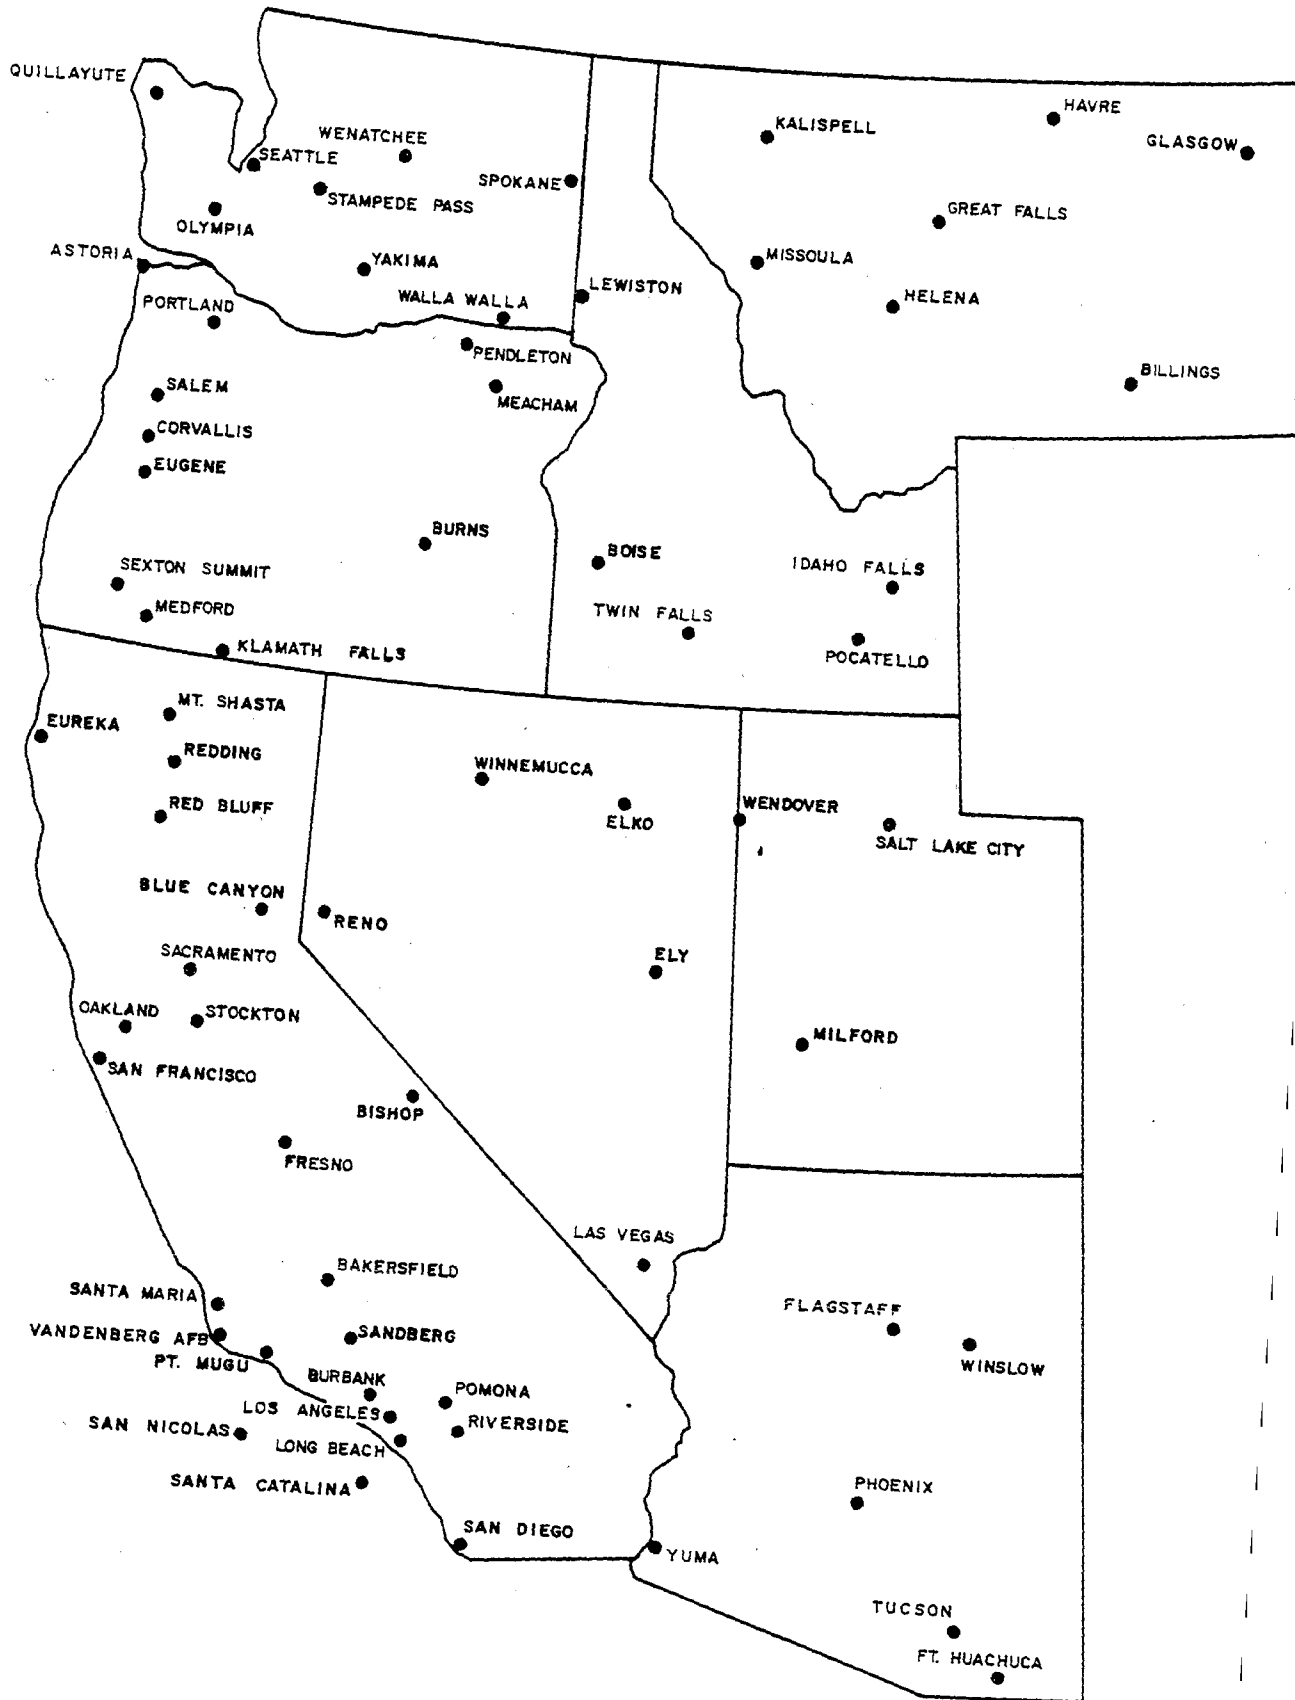 QUILLAYUTE
HAVRE
KALISPELL
GLASGOW
WENATCHEE
SEATTLE
SPOKANE
STAMPEDE PASS
GREAT FALLS
OLYMPIA
ASTORIA
YAKIMA
MISSOULA
LEWISTON
HELENA
WALLA WALLA
PORTLAND
PENDLETON
BILLINGS
SALEM
MEACHAM
CORVALLIS
EUGENE
BURNS
BOISE
IDAHO FALLS
SEXTON SUMMIT
TWIN FALLS
MEDFORD
KLAMATH FALLS
POCATELLO
MT. SHASTA
EUREKA
REDDING
WINNEMUCCA
RED BLUFF
ELKO
WENDOVER
SALT LAKE CITY
BLUE CANYON
RENO
SACRAMENTO
ELY
OAKLAND
STOCKTON
MILFORD
SAN FRANCISCO
BISHOP
FRESNO
LAS VEGAS
BAKERSFIELD
SANTA MARIA
FLAGSTAFF
VANDENBERG AFB
SANDBERG
PT. MUGU
WINSLOW
BURBANK
POMONA
LOS ANGELES
SAN NICOLAS
RIVERSIDE
LONG BEACH
SANTA CATALINA
PHOENIX
SAN DIEGO
YUMA
TUCSON
FT. HUACHUCA